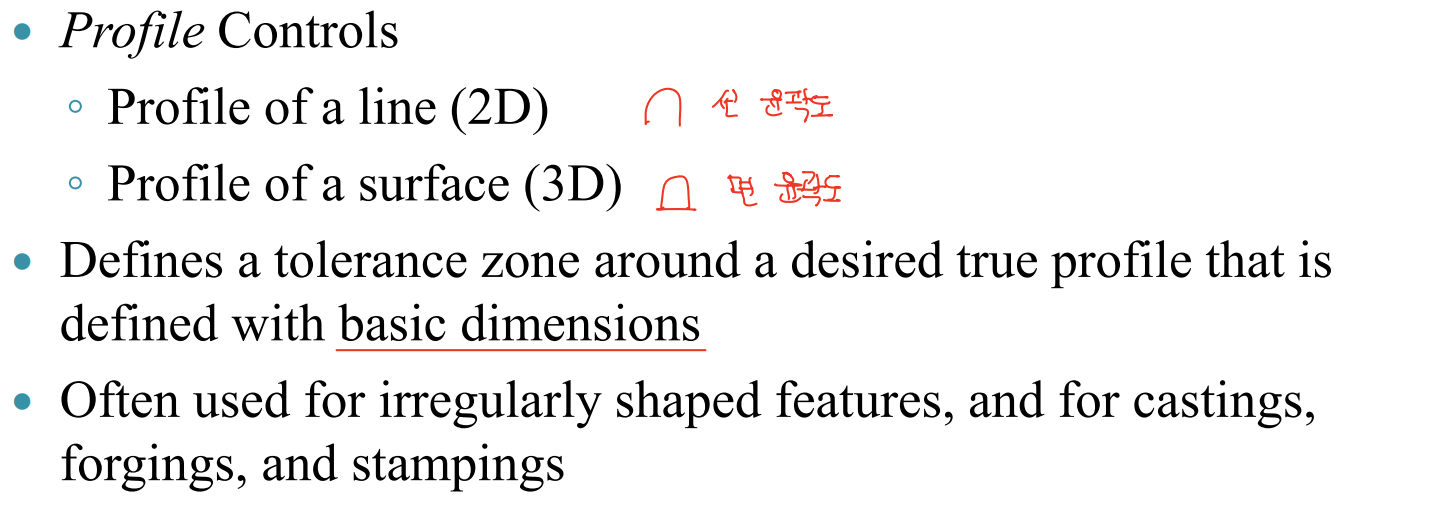 • Profile Controls
◦ Profile of a line (2D) 선 윤곽도
◦ Profile of a surface (3D) 면 윤곽도
• Defines a tolerance zone around a desired true profile that is
defined with basic dimensions
• Often used for irregularly shaped features, and for castings,
forgings, and stampings